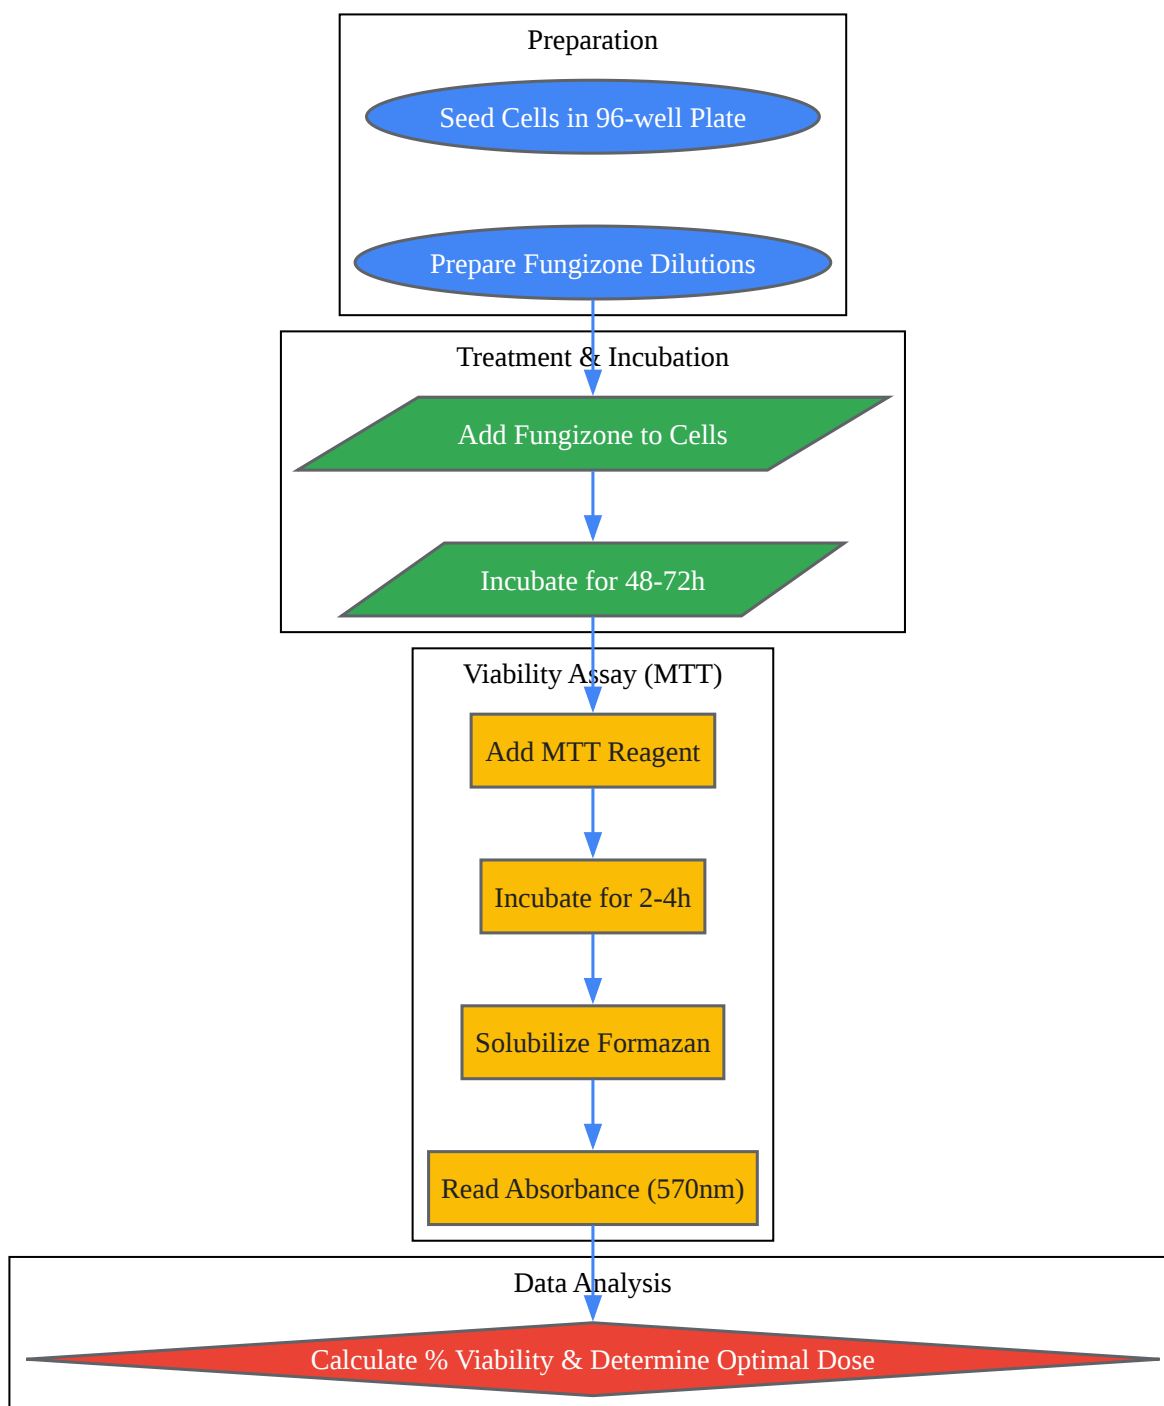 Preparation
Seed Cells in 96-well Plate
Prepare Fungizone Dilutions
Treatment & Incubation
Add Fungizone to Cells
Incubate for 48-72h
Viability Assay (MTT)
Add MTT Reagent
Incubate for 2-4h
Solubilize Formazan
Read Absorbance (570nm)
Data Analysis
Calculate % Viability & Determine Optimal Dose